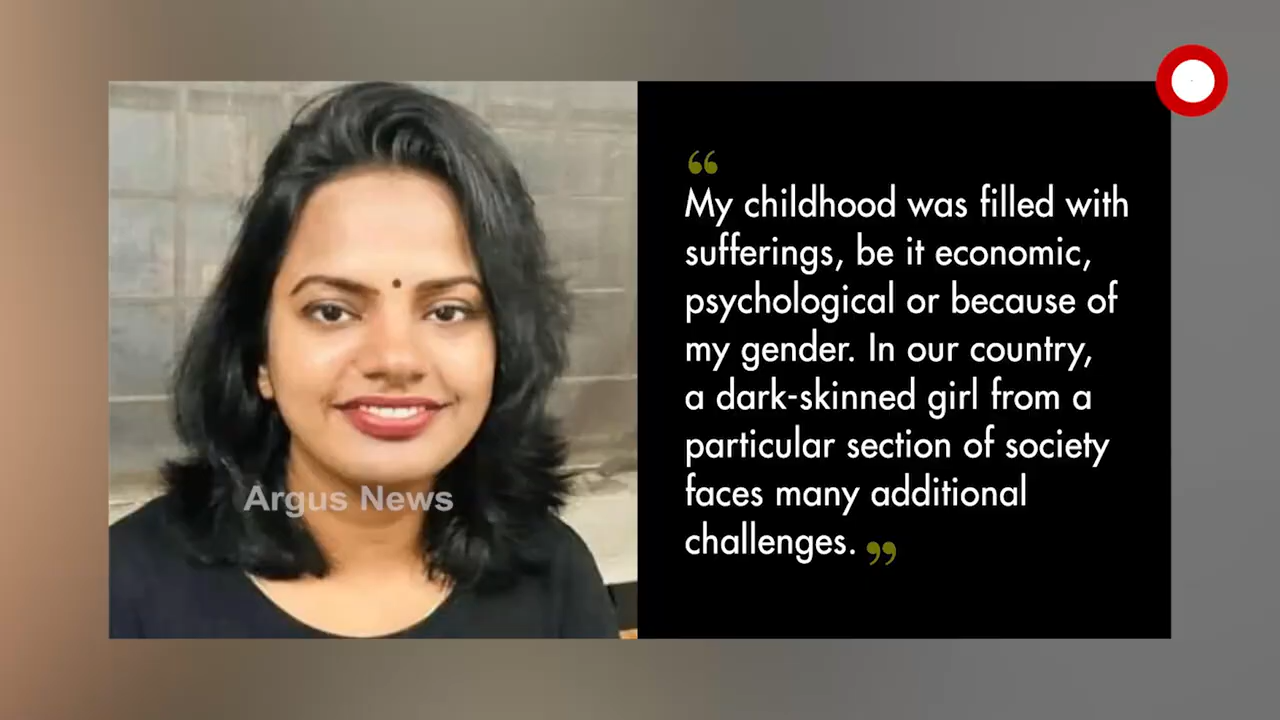 “
My childhood was filled with
sufferings, be it economic,
psychological or because of
my gender. In our country,
a dark-skinned girl from a
particular section of society
faces many additional
challenges. ”
Argus News